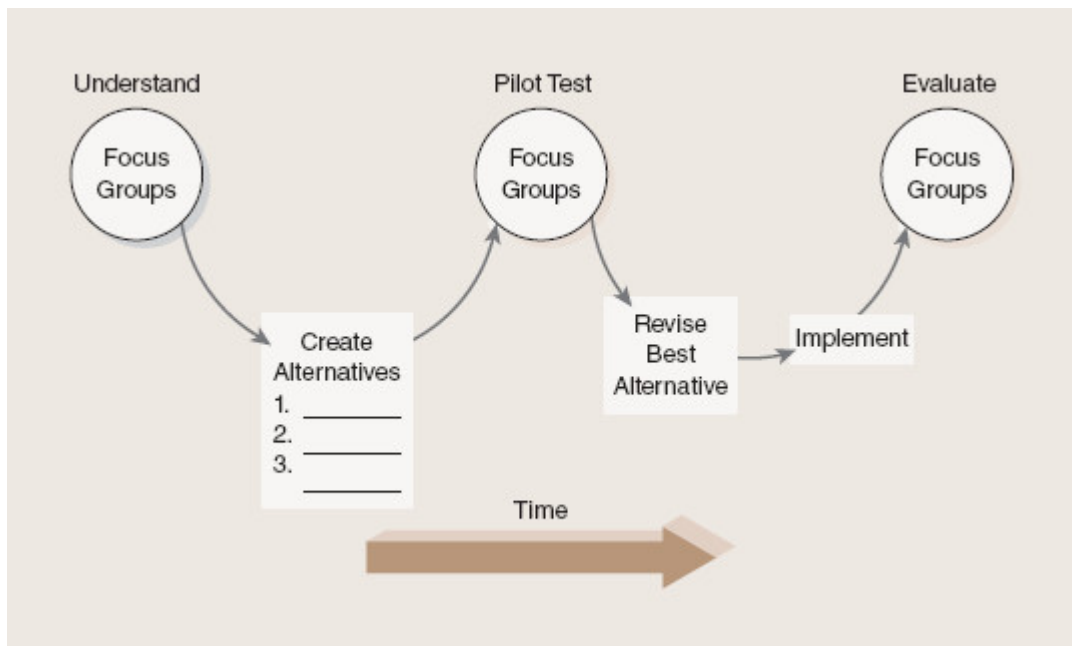 Understand
Focus
Groups
Create
Alternatives
1.
2.
3.
Pilot Test
Focus
Groups
Revise
Best
Alternative
Implement
Evaluate
Focus
Groups
Time